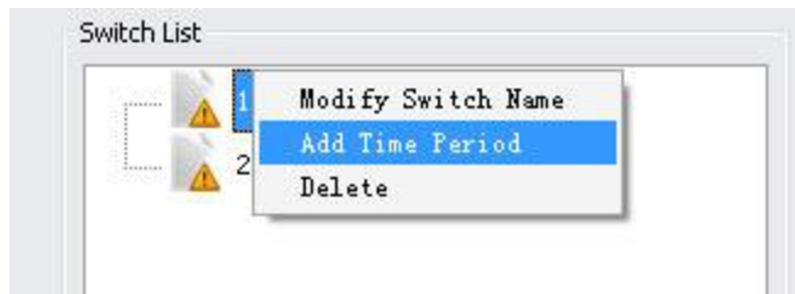 Switch List
1
Modify Switch Name
Add Time Period
2
Delete